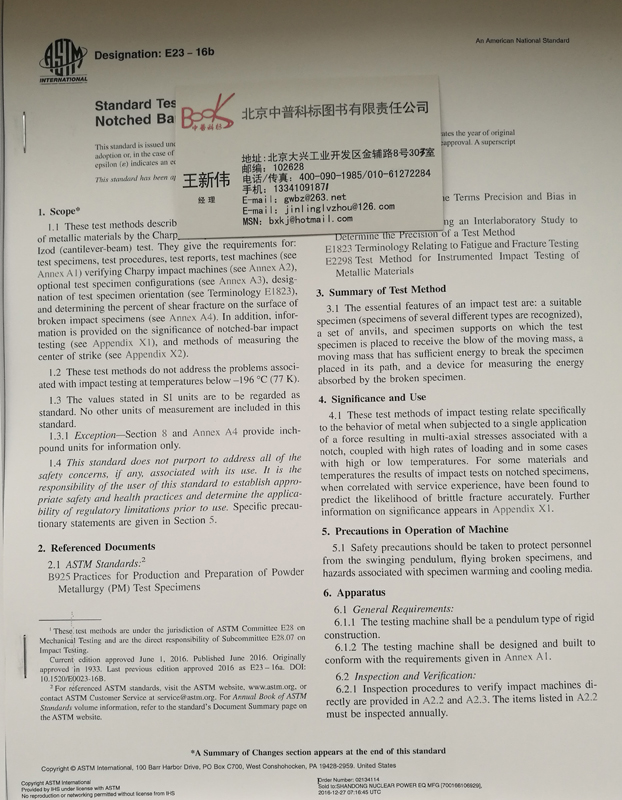 ASTM
INTERNATIONAL
Designation: E23 – 16b
An American National Standard
Standard Tes
Notched Ba
This standard is issued un
adoption or, in the case of
epsilon (ε) indicates an e
This standard has been ap
ates the year of original
approval. A superscript
Book
中普科标
北京中普科标图书有限责任公司
王新伟
经理
地址:北京大兴工业开发区金辅路8号307室
邮编：102628
电话/传真：400-090-1985/010-61272284
手机：13341091871
E-mail：gwbz@263.net
E-mail：jinlinglvzhou@126.com
MSN：bxkj@hotmail.com
1. Scope*
1.1 These test methods describ
of metallic materials by the Charp
Izod (cantilever-beam) test. They give the requirements for:
test specimens, test procedures, test reports, test machines (see
Annex A1) verifying Charpy impact machines (see Annex A2),
optional test specimen configurations (see Annex A3), desig-
nation of test specimen orientation (see Terminology E1823),
and determining the percent of shear fracture on the surface of
broken impact specimens (see Annex A4). In addition, infor-
mation is provided on the significance of notched-bar impact
testing (see Appendix X1), and methods of measuring the
center of strike (see Appendix X2).
1.2 These test methods do not address the problems associ-
ated with impact testing at temperatures below –196 °C (77 K).
1.3 The values stated in SI units are to be regarded as
standard. No other units of measurement are included in this
standard.
1.3.1 Exception—Section 8 and Annex A4 provide inch-
pound units for information only.
1.4 This standard does not purport to address all of the
safety concerns, if any, associated with its use. It is the
responsibility of the user of this standard to establish appro-
priate safety and health practices and determine the applica-
bility of regulatory limitations prior to use. Specific precau-
tionary statements are given in Section 5.
2. Referenced Documents
2.1 ASTM Standards:2
B925 Practices for Production and Preparation of Powder
Metallurgy (PM) Test Specimens
1 These test methods are under the jurisdiction of ASTM Committee E28 on
Mechanical Testing and are the direct responsibility of Subcommittee E28.07 on
Impact Testing.
Current edition approved June 1, 2016. Published June 2016. Originally
approved in 1933. Last previous edition approved 2016 as E23 – 16a. DOI:
10.1520/E0023-16B.
2 For referenced ASTM standards, visit the ASTM website, www.astm.org, or
contact ASTM Customer Service at service@astm.org. For Annual Book of ASTM
Standards volume information, refer to the standard's Document Summary page on
the ASTM website.
he Terms Precision and Bias in
ng an Interlaboratory Study to
Determine the Precision of a Test Method
E1823 Terminology Relating to Fatigue and Fracture Testing
E2298 Test Method for Instrumented Impact Testing of
Metallic Materials
3. Summary of Test Method
3.1 The essential features of an impact test are: a suitable
specimen (specimens of several different types are recognized),
a set of anvils, and specimen supports on which the test
specimen is placed to receive the blow of the moving mass, a
moving mass that has sufficient energy to break the specimen
placed in its path, and a device for measuring the energy
absorbed by the broken specimen.
4. Significance and Use
4.1 These test methods of impact testing relate specifically
to the behavior of metal when subjected to a single application
of a force resulting in multi-axial stresses associated with a
notch, coupled with high rates of loading and in some cases
with high or low temperatures. For some materials and
temperatures the results of impact tests on notched specimens,
when correlated with service experience, have been found to
predict the likelihood of brittle fracture accurately. Further
information on significance appears in Appendix X1.
5. Precautions in Operation of Machine
5.1 Safety precautions should be taken to protect personnel
from the swinging pendulum, flying broken specimens, and
hazards associated with specimen warming and cooling media.
6. Apparatus
6.1 General Requirements:
6.1.1 The testing machine shall be a pendulum type of rigid
construction.
6.1.2 The testing machine shall be designed and built to
conform with the requirements given in Annex A1.
6.2 Inspection and Verification:
6.2.1 Inspection procedures to verify impact machines di-
rectly are provided in A2.2 and A2.3. The items listed in A2.2
must be inspected annually.
*A Summary of Changes section appears at the end of this standard
Copyright © ASTM International, 100 Barr Harbor Drive, PO Box C700, West Conshohocken, PA 19428-2959. United States
Copyright ASTM International
Provided by IHS under license with ASTM
No reproduction or networking permitted without license from IHS
Order Number: 02134114
Sold to:SHANDONG NUCLEAR POWER EQ MFG [700166106929],
2016-12-27 07:16:45 UTC